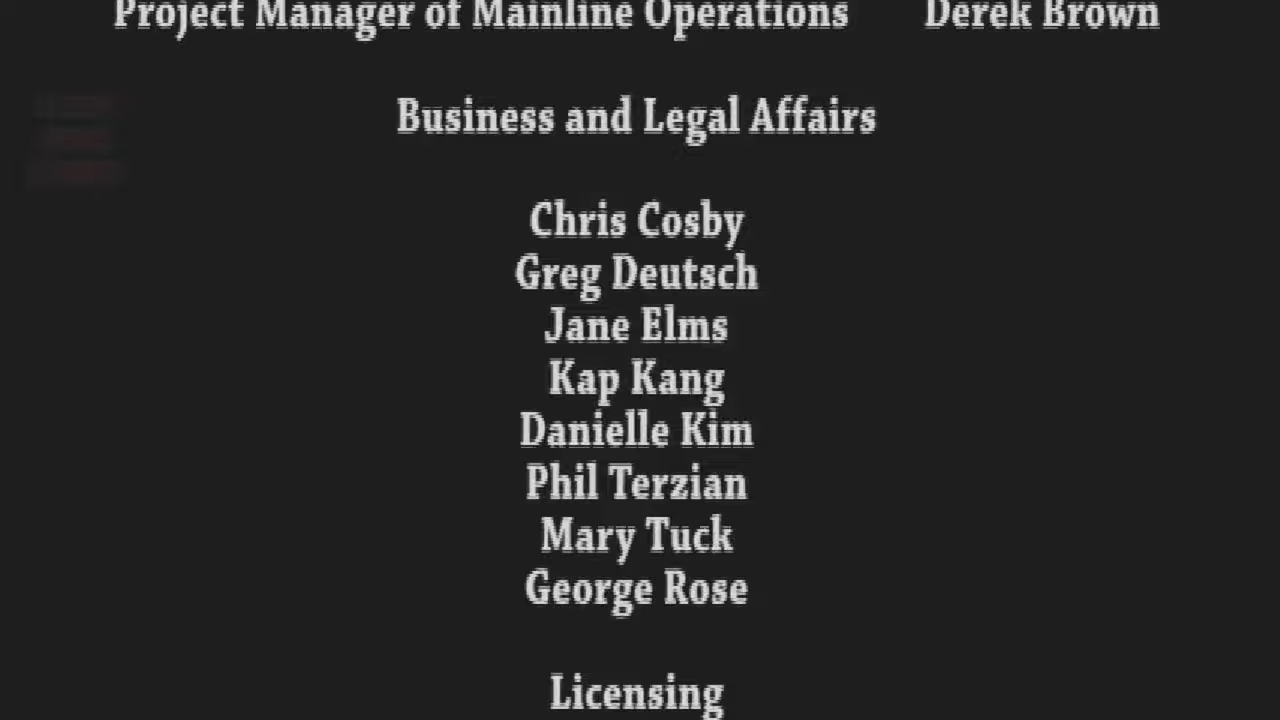 Project Manager of Mainline Operations Derek Brown
Business and Legal Affairs
Chris Cosby
Greg Deutsch
Jane Elms
Kap Kang
Danielle Kim
Phil Terzian
Mary Tuck
George Rose
Licensing